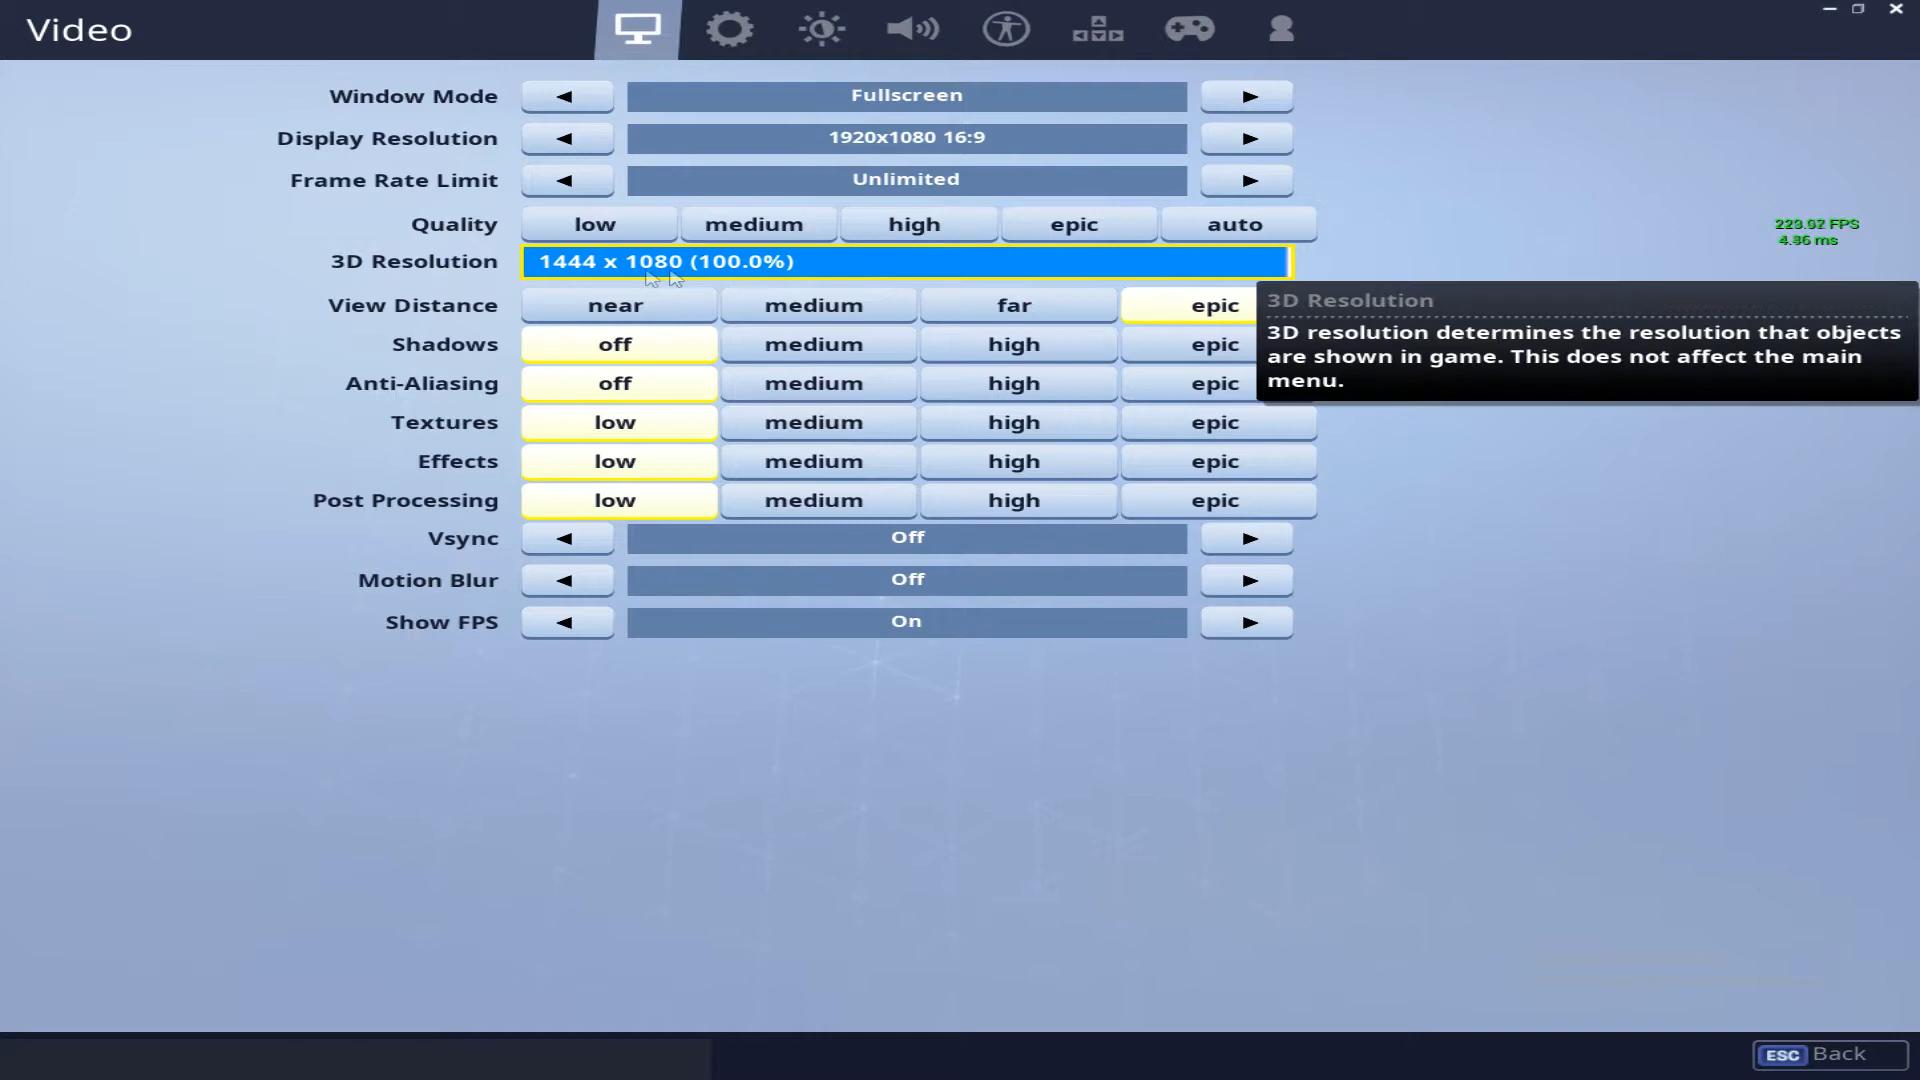 Video
Window Mode ◄ Fullscreen ►
Display Resolution ◄ 1920x1080 16:9 ►
Frame Rate Limit ◄ Unlimited ►
Quality low medium high epic auto
223.97 FPS
4.86 ms
3D Resolution 1444 x 1080 (100.0%)
View Distance near medium far epic
3D Resolution
3D resolution determines the resolution that objects
are shown in game. This does not affect the main
menu.
Shadows off medium high epic
Anti-Aliasing off medium high epic
Textures low medium high epic
Effects low medium high epic
Post Processing low medium high epic
Vsync ◄ Off ►
Motion Blur ◄ Off ►
Show FPS ◄ On ►
ESC Back